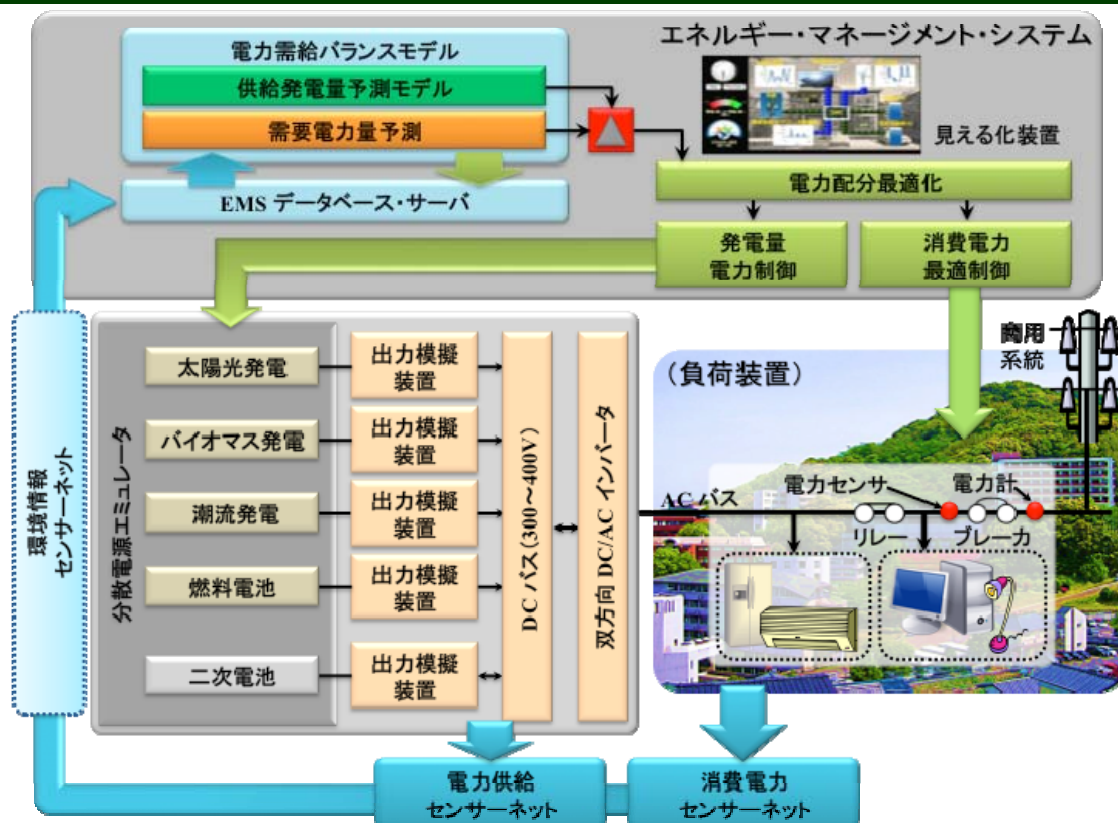 エネルギー・マネージメント・システム
電力需給バランスモデル
供給発電量予測モデル
需要電力量予測
見える化装置
EMS データベース・サーバ
電力配分最適化
発電量
電力制御
消費電力
最適制御
環境情報
センサーネット
分散電源エミュレータ
太陽光発電
出力模擬
装置
バイオマス発電
出力模擬
装置
潮流発電
出力模擬
装置
燃料電池
出力模擬
装置
二次電池
出力模擬
装置
DC バス（300～400V）
双方向 DC/AC インバータ
（負荷装置）
商用
系統
AC バス
電力センサ
電力計
リレー
ブレーカ
電力供給
センサーネット
消費電力
センサーネット